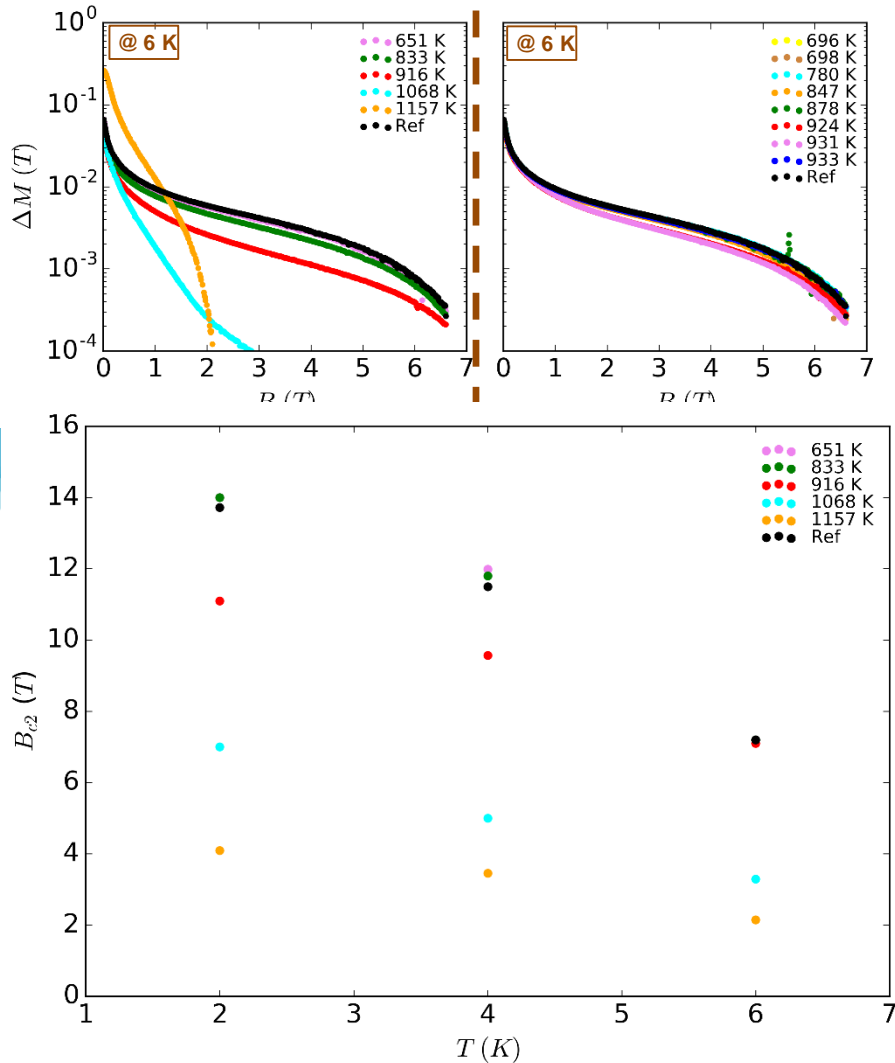 @ 6 K
@ 6 K
10^0
10^-1
10^-2
10^-3
10^-4
ΔM (T)
651 K
833 K
916 K
1068 K
1157 K
Ref
696 K
698 K
780 K
847 K
878 K
924 K
931 K
933 K
Ref
0 1 2 3 4 5 6 7
0 1 2 3 4 5 6 7
B (T)
B (T)
16
14
12
10
8
6
4
2
0
B_c2 (T)
651 K
833 K
916 K
1068 K
1157 K
Ref
1 2 3 4 5 6 7
T (K)